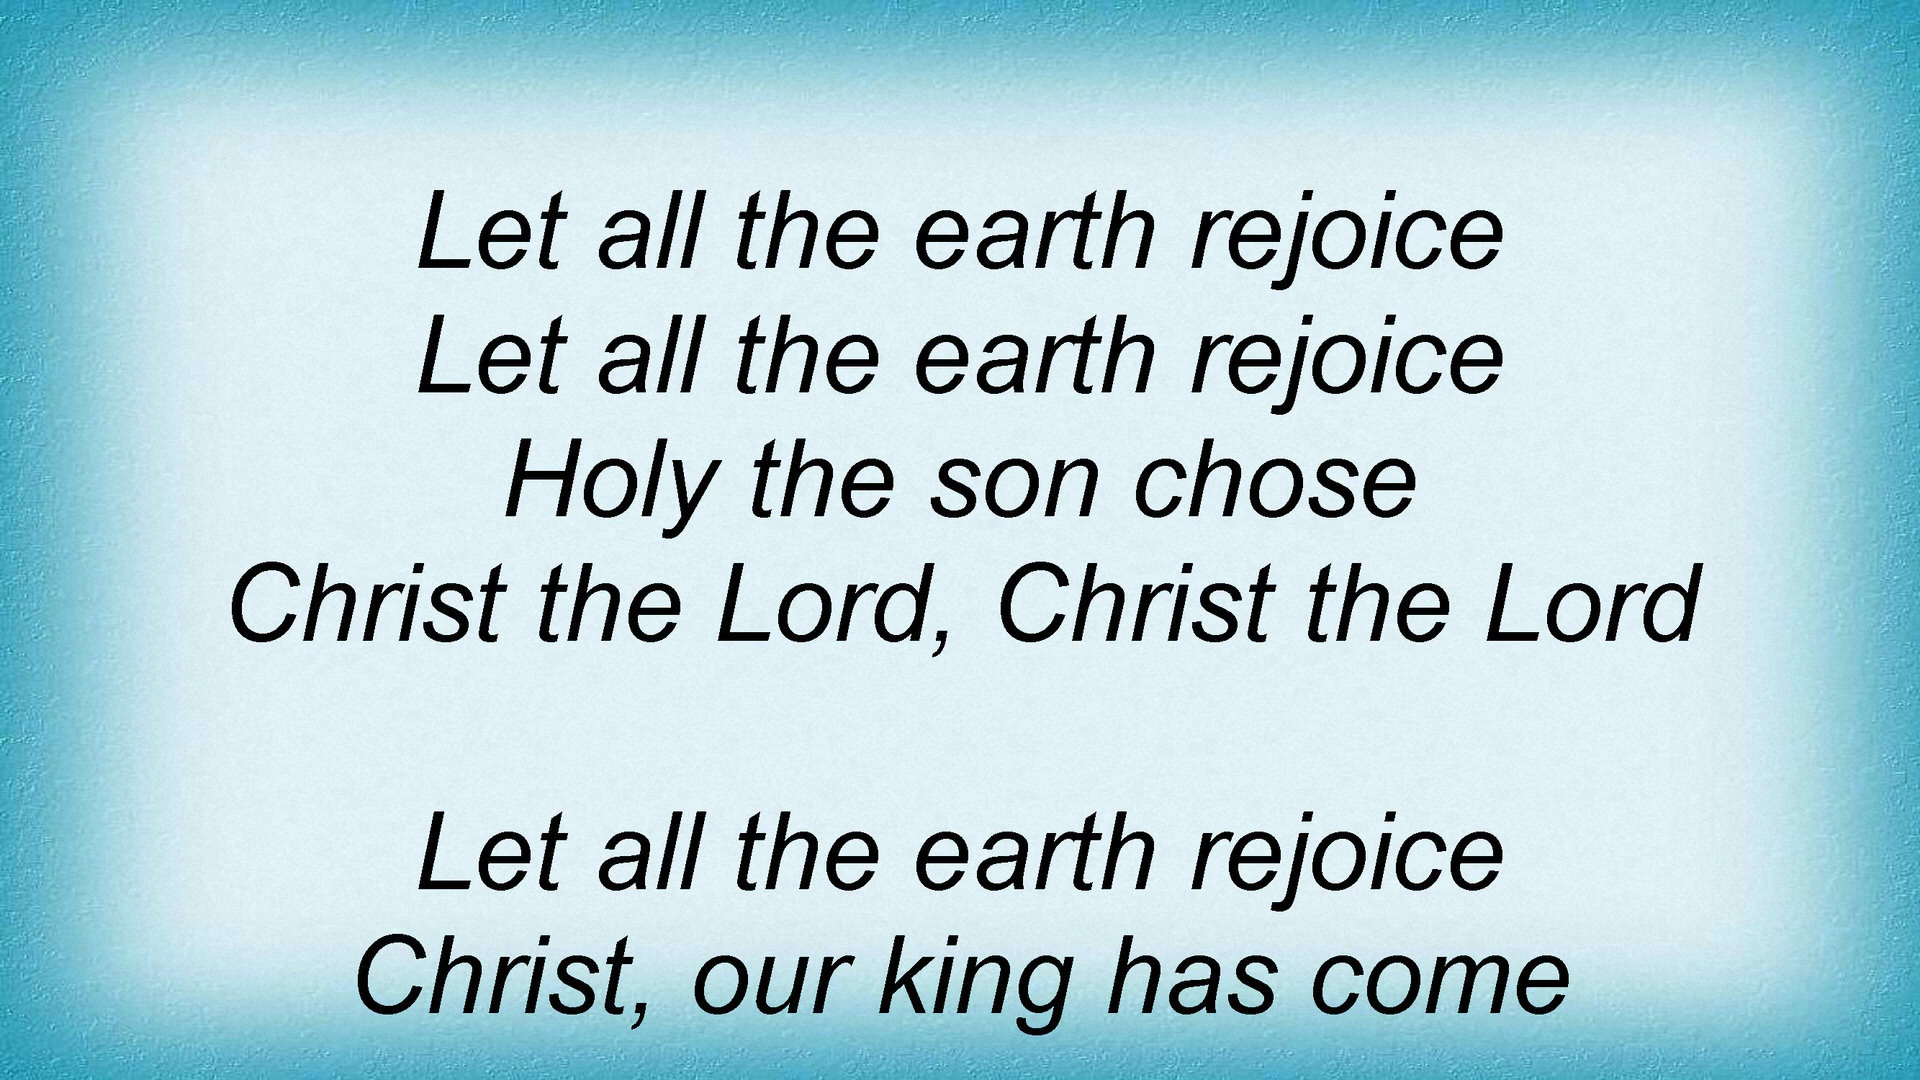 Let all the earth rejoice
Let all the earth rejoice
Holy the son chose
Christ the Lord, Christ the Lord
Let all the earth rejoice
Christ, our king has come